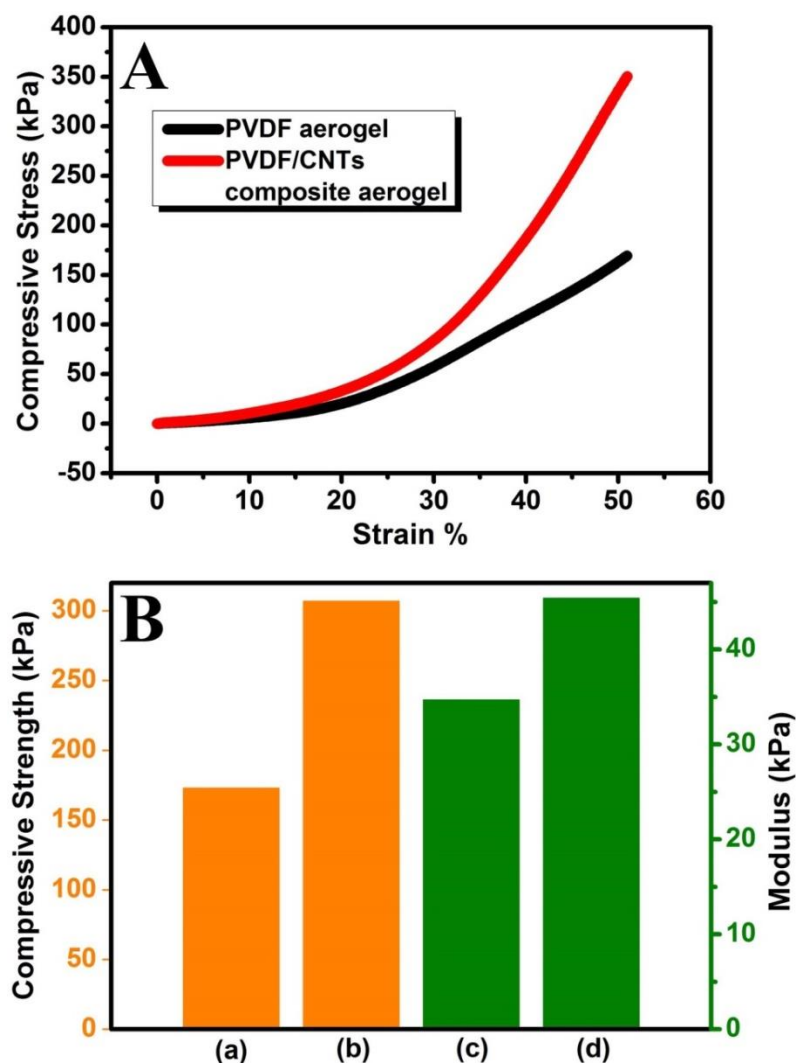 A
400
350
300
250
200
150
100
50
0
-50
Compressive Stress (kPa)
PVDF aerogel
PVDF/CNTs
composite aerogel
0 10 20 30 40 50 60
Strain %
B
300
250
200
150
100
50
0
Compressive Strength (kPa)
40
30
20
10
0
Modulus (kPa)
(a) (b) (c) (d)